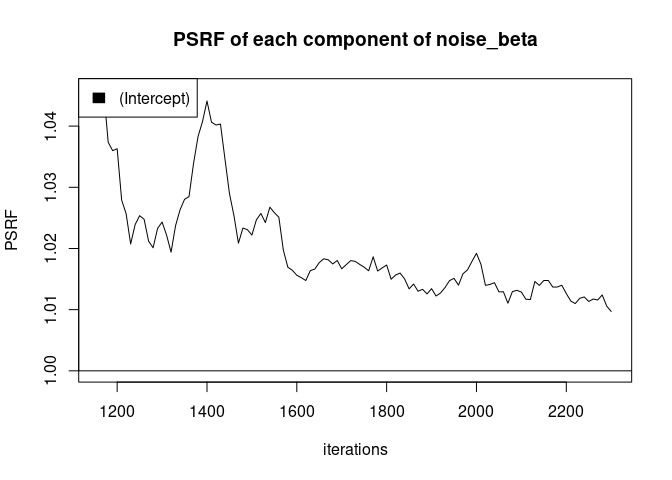 PSRF of each component of noise_beta
(Intercept)
PSRF
1.04
1.03
1.02
1.01
1.00
1200 1400 1600 1800 2000 2200
iterations